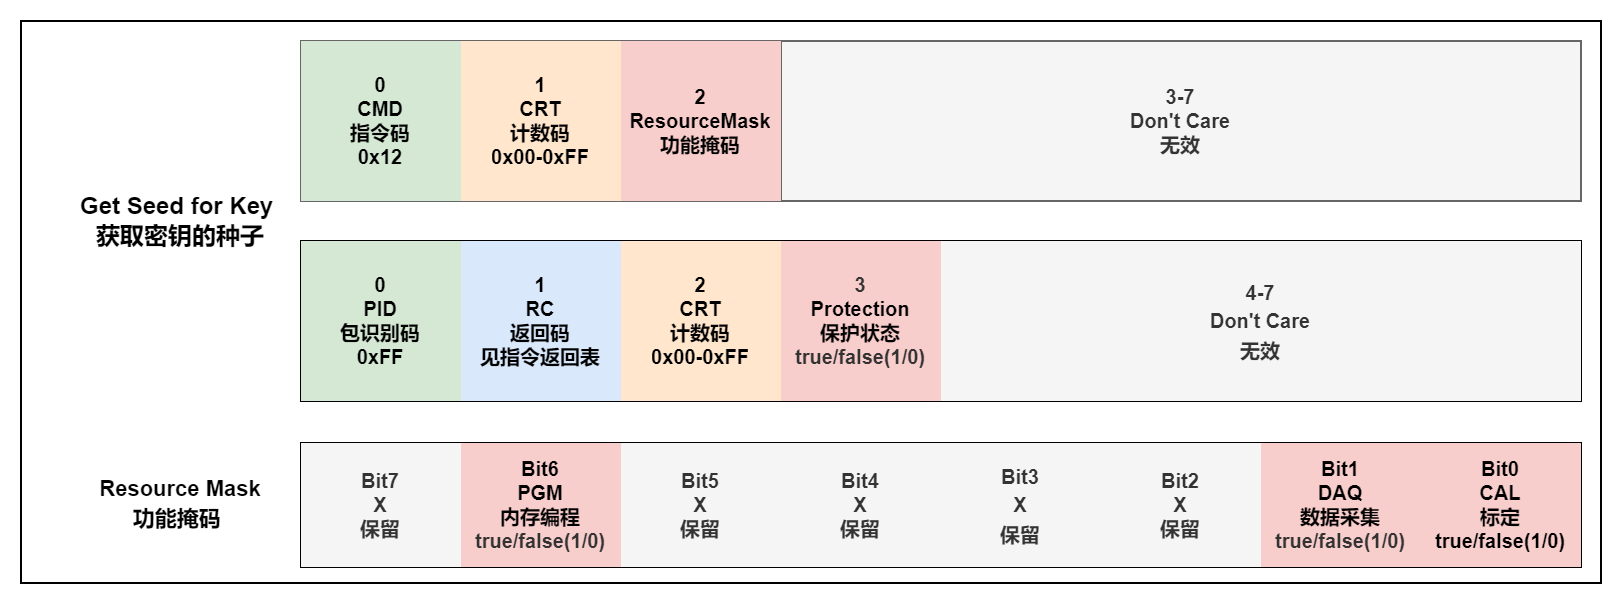 Get Seed for Key
获取密钥的种子
0
CMD
指令码
0x12
1
CRT
计数码
0x00-0xFF
2
ResourceMask
功能掩码
3-7
Don't Care
无效
0
PID
包识别码
0xFF
1
RC
返回码
见指令返回表
2
CRT
计数码
0x00-0xFF
3
Protection
保护状态
true/false(1/0)
4-7
Don't Care
无效
Resource Mask
功能掩码
Bit7
X
保留
Bit6
PGM
内存编程
true/false(1/0)
Bit5
X
保留
Bit4
X
保留
Bit3
X
保留
Bit2
X
保留
Bit1
DAQ
数据采集
true/false(1/0)
Bit0
CAL
标定
true/false(1/0)